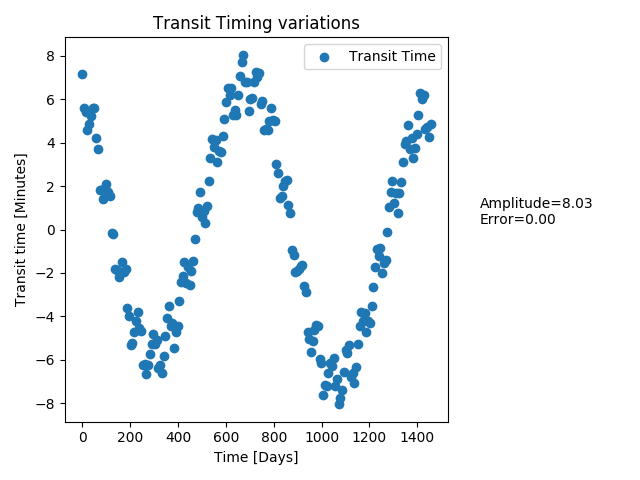 Transit Timing variations
Transit Time
8
6
4
2
0
−2
−4
−6
−8
Transit time [Minutes]
0 200 400 600 800 1000 1200 1400
Time [Days]
Amplitude=8.03
Error=0.00